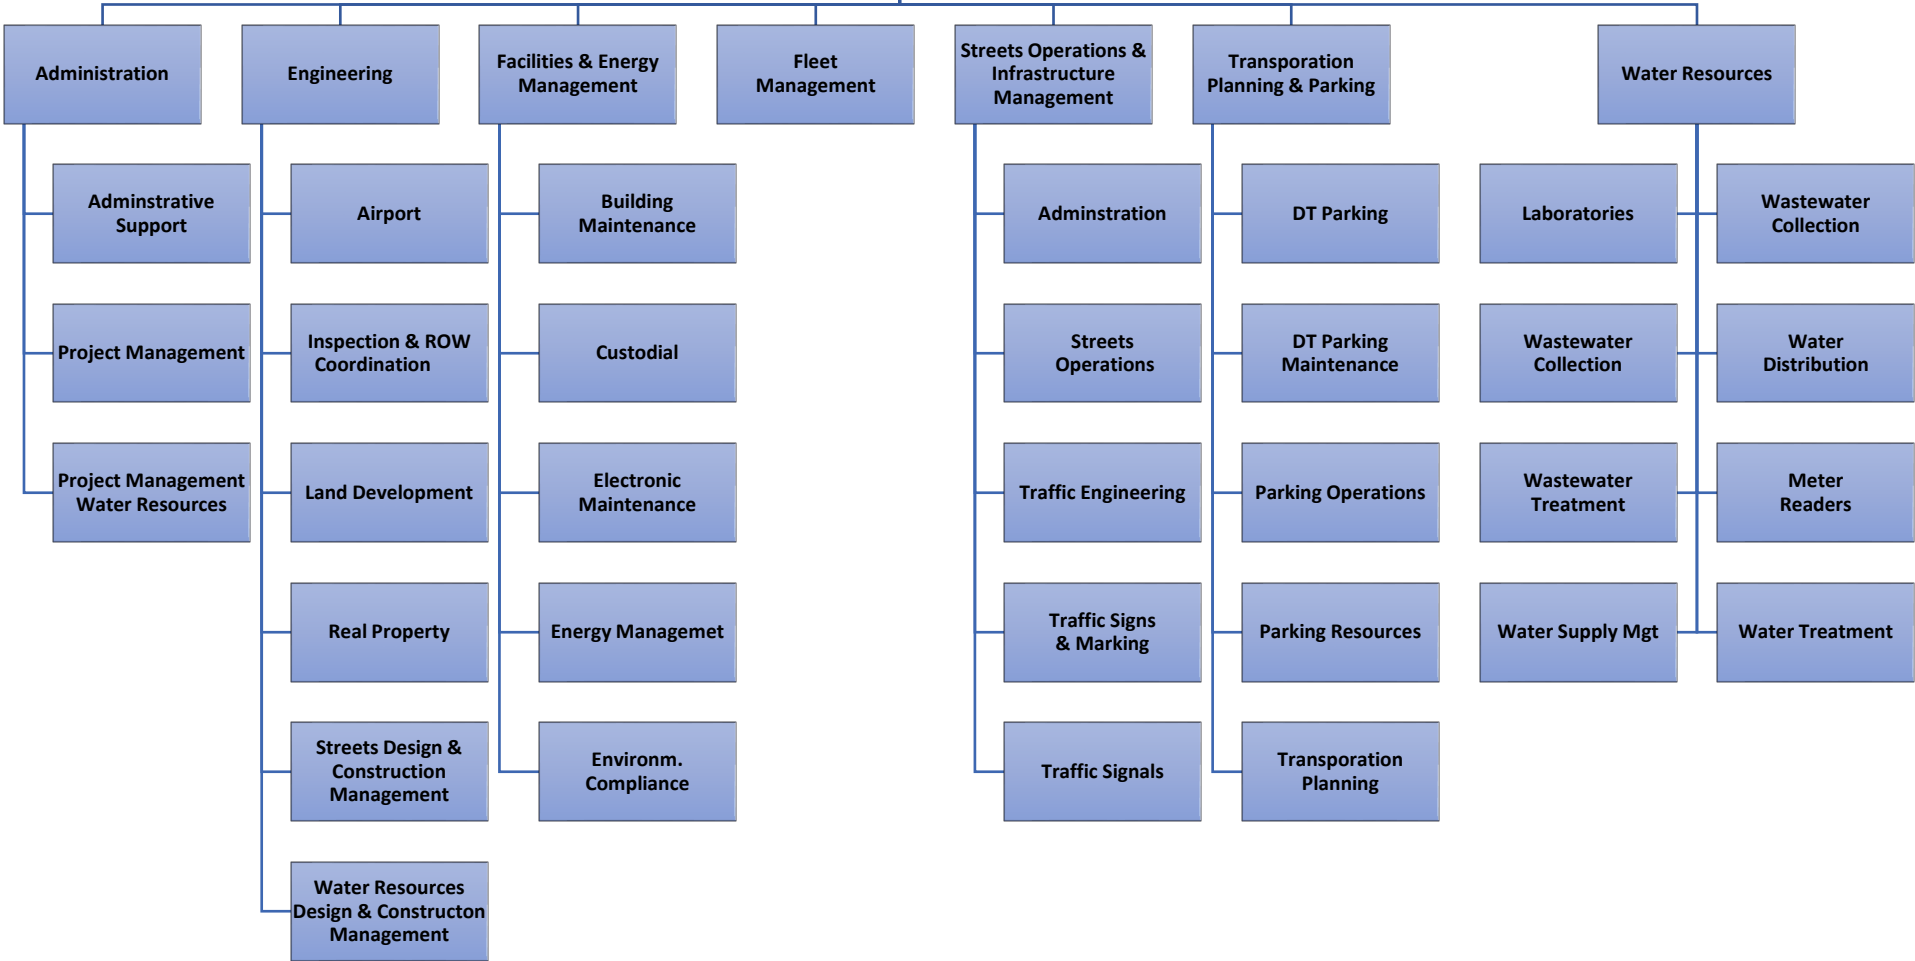 Administration
Engineering
Facilities & Energy
Management
Fleet
Management
Streets Operations &
Infrastructure
Management
Transporation
Planning & Parking
Water Resources
Adminstrative
Support
Project Management
Project Management
Water Resources
Airport
Inspection & ROW
Coordination
Land Development
Real Property
Streets Design &
Construction
Management
Water Resources
Design & Constructon
Management
Building
Maintenance
Custodial
Electronic
Maintenance
Energy Managemet
Environm.
Compliance
Adminstration
Streets
Operations
Traffic Engineering
Traffic Signs
& Marking
Traffic Signals
DT Parking
DT Parking
Maintenance
Parking Operations
Parking Resources
Transporation
Planning
Laboratories
Wastewater
Collection
Wastewater
Collection
Water
Distribution
Wastewater
Treatment
Meter
Readers
Water Supply Mgt
Water Treatment